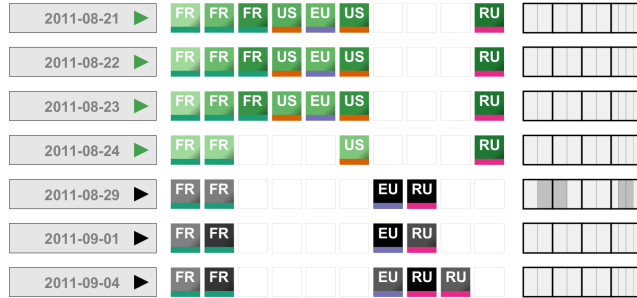 2011-08-21 FR FR FR US EU US RU
2011-08-22 FR FR FR US EU US RU
2011-08-23 FR FR FR US EU US RU
2011-08-24 FR FR US RU
2011-08-29 FR FR EU RU
2011-09-01 FR FR EU RU
2011-09-04 FR FR EU RU RU